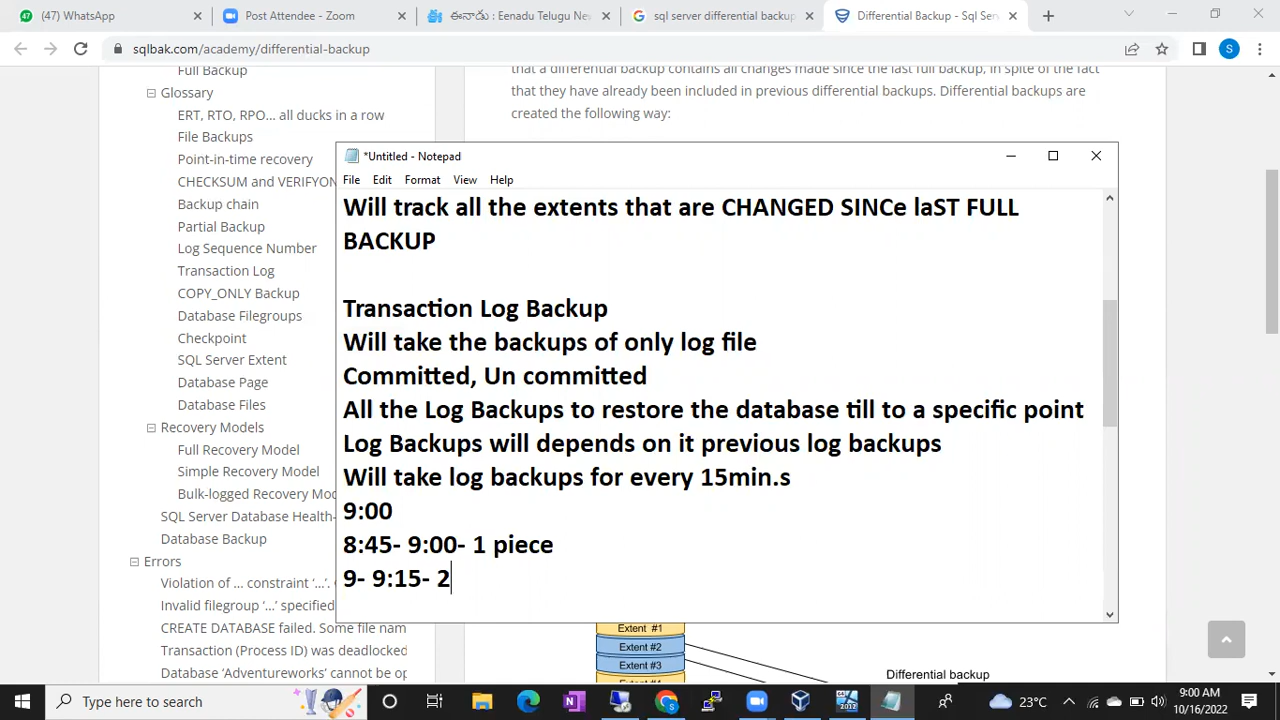 (47) WhatsApp
Post Attendee - Zoom
ఈనాడు : Eenadu Telugu Ne
sql server differential backup
Differential Backup - Sql Ser
sqlbak.com/academy/differential-backup
S
Full Backup
Glossary
ERT, RTO, RPO... all ducks in a row
File Backups
Point-in-time recovery
CHECKSUM and VERIFYON
Backup chain
Partial Backup
Log Sequence Number
Transaction Log
COPY_ONLY Backup
Database Filegroups
Checkpoint
SQL Server Extent
Database Page
Database Files
Recovery Models
Full Recovery Model
Simple Recovery Model
Bulk-logged Recovery Mod
SQL Server Database Health-
Database Backup
Errors
Violation of ... constraint '...'.
Invalid filegroup '...' specified
CREATE DATABASE failed. Some file nam
Transaction (Process ID) was deadlocked
Database 'Adventureworks' cannot be op
that a differential backup contains all changes made since the last full backup, in spite of the fact
that they have already been included in previous differential backups. Differential backups are
created the following way:
*Untitled - Notepad
File Edit Format View Help
Will track all the extents that are CHANGED SINCe laST FULL
BACKUP
Transaction Log Backup
Will take the backups of only log file
Committed, Un committed
All the Log Backups to restore the database till to a specific point
Log Backups will depends on it previous log backups
Will take log backups for every 15min.s
9:00
8:45- 9:00- 1 piece
9- 9:15- 2
Extent #1
Extent #2
Extent #3
Differential backup
Type here to search
23°C
9:00 AM
10/16/2022